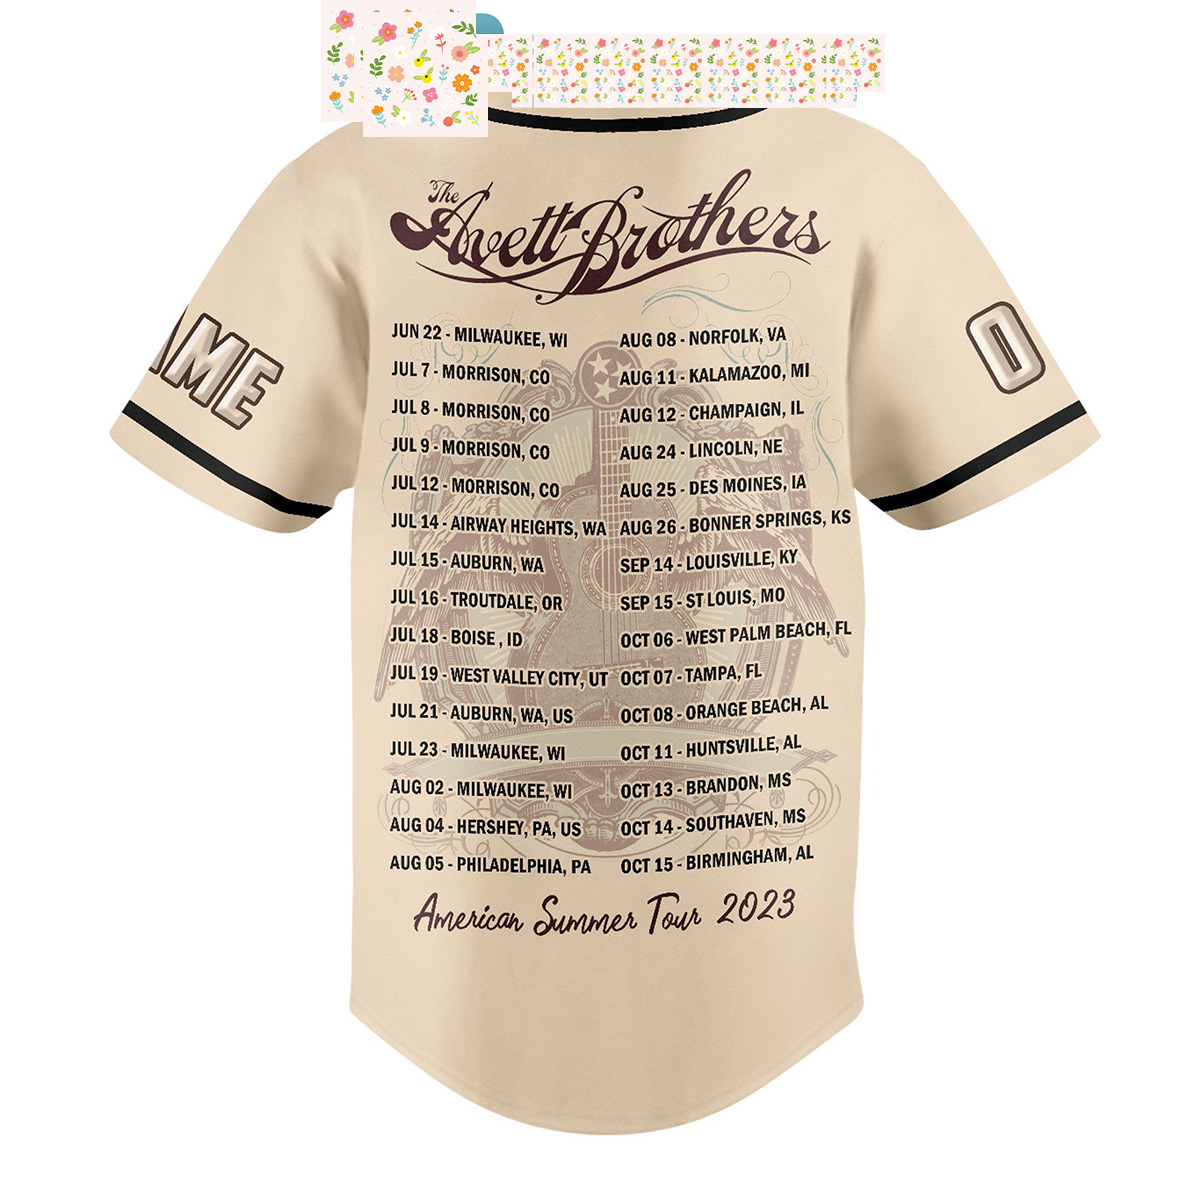 The Avett Brothers
JUN 22 - MILWAUKEE, WI
JUL 7 - MORRISON, CO
JUL 8 - MORRISON, CO
JUL 9 - MORRISON, CO
JUL 12 - MORRISON, CO
JUL 14 - AIRWAY HEIGHTS, WA
JUL 15 - AUBURN, WA
JUL 16 - TROUTDALE, OR
JUL 18 - BOISE , ID
JUL 19 - WEST VALLEY CITY, UT
JUL 21 - AUBURN, WA, US
JUL 23 - MILWAUKEE, WI
AUG 02 - MILWAUKEE, WI
AUG 04 - HERSHEY, PA, US
AUG 05 - PHILADELPHIA, PA
AUG 08 - NORFOLK, VA
AUG 11 - KALAMAZOO, MI
AUG 12 - CHAMPAIGN, IL
AUG 24 - LINCOLN, NE
AUG 25 - DES MOINES, IA
AUG 26 - BONNER SPRINGS, KS
SEP 14 - LOUISVILLE, KY
SEP 15 - ST LOUIS, MO
OCT 06 - WEST PALM BEACH, FL
OCT 07 - TAMPA, FL
OCT 08 - ORANGE BEACH, AL
OCT 11 - HUNTSVILLE, AL
OCT 13 - BRANDON, MS
OCT 14 - SOUTHAVEN, MS
OCT 15 - BIRMINGHAM, AL
American Summer Tour 2023
AME
0